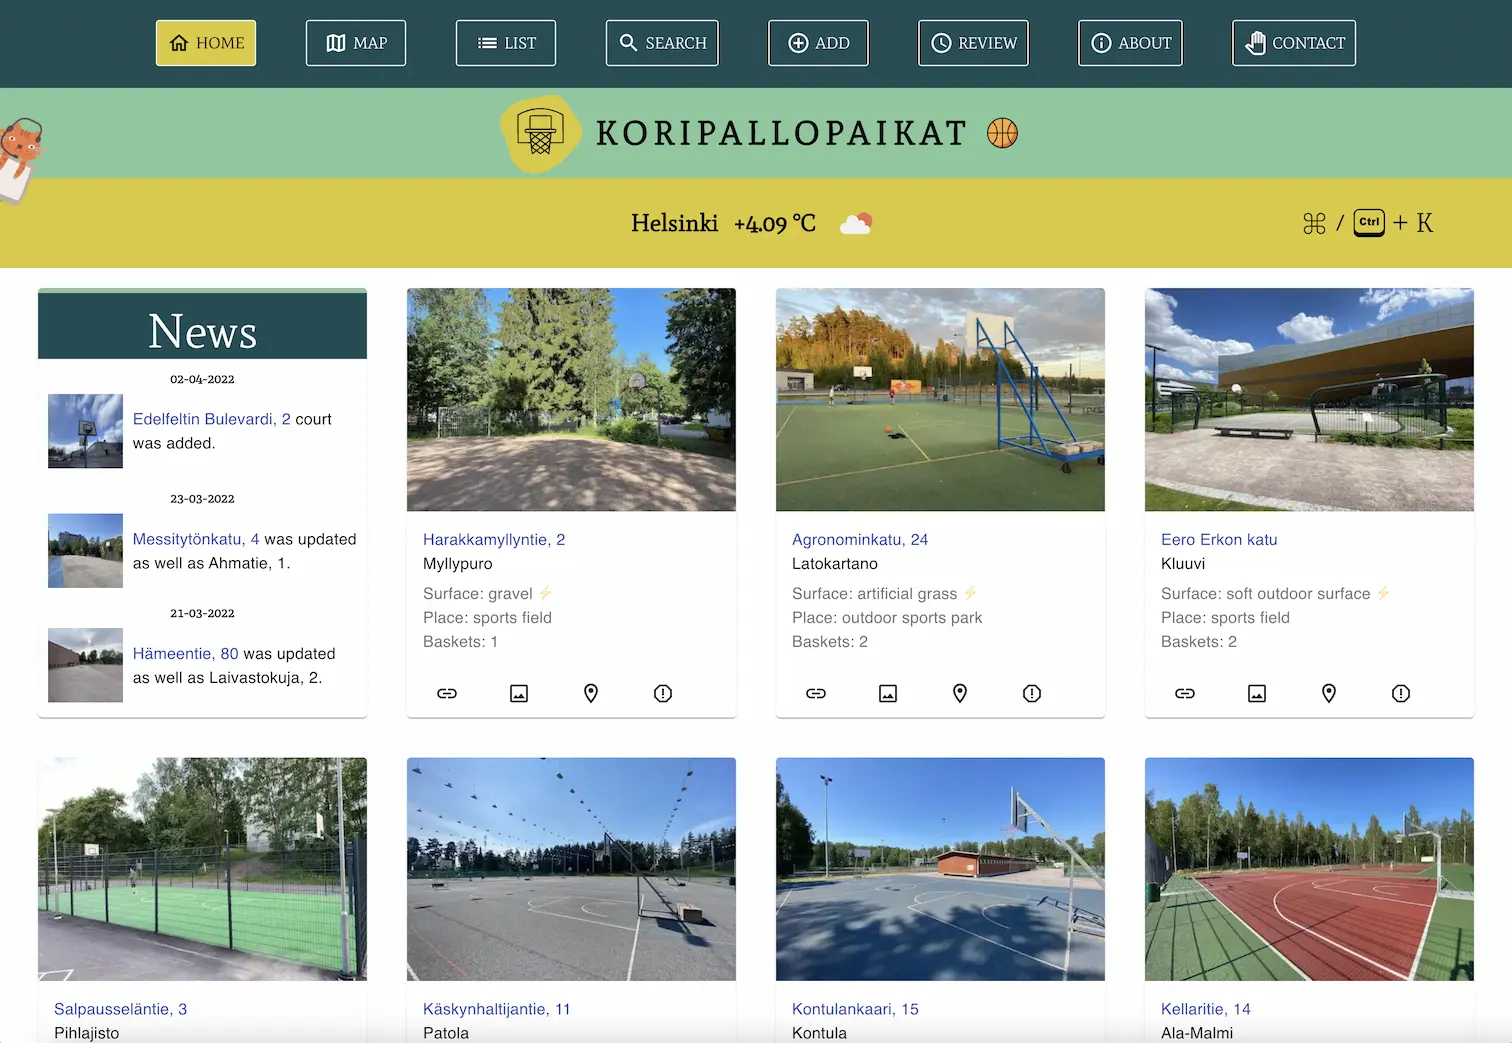 HOME
MAP
LIST
SEARCH
ADD
REVIEW
ABOUT
CONTACT
KORIPALLOPAIKAT
Helsinki +4.09 °C
⌘ / Ctrl + K
News
02-04-2022
Edelfeltin Bulevardi, 2 court
was added.
23-03-2022
Messitytönkatu, 4 was updated
as well as Ahmatie, 1.
21-03-2022
Hämeentie, 80 was updated
as well as Laivastokuja, 2.
Harakkamyllyntie, 2
Myllypuro
Surface: gravel ⚡
Place: sports field
Baskets: 1
Agronominkatu, 24
Latokartano
Surface: artificial grass ⚡
Place: outdoor sports park
Baskets: 2
Eero Erkon katu
Kluuvi
Surface: soft outdoor surface ⚡
Place: sports field
Baskets: 2
Salpausseläntie, 3
Pihlajisto
Käskynhaltijantie, 11
Patola
Kontulankaari, 15
Kontula
Kellaritie, 14
Ala-Malmi